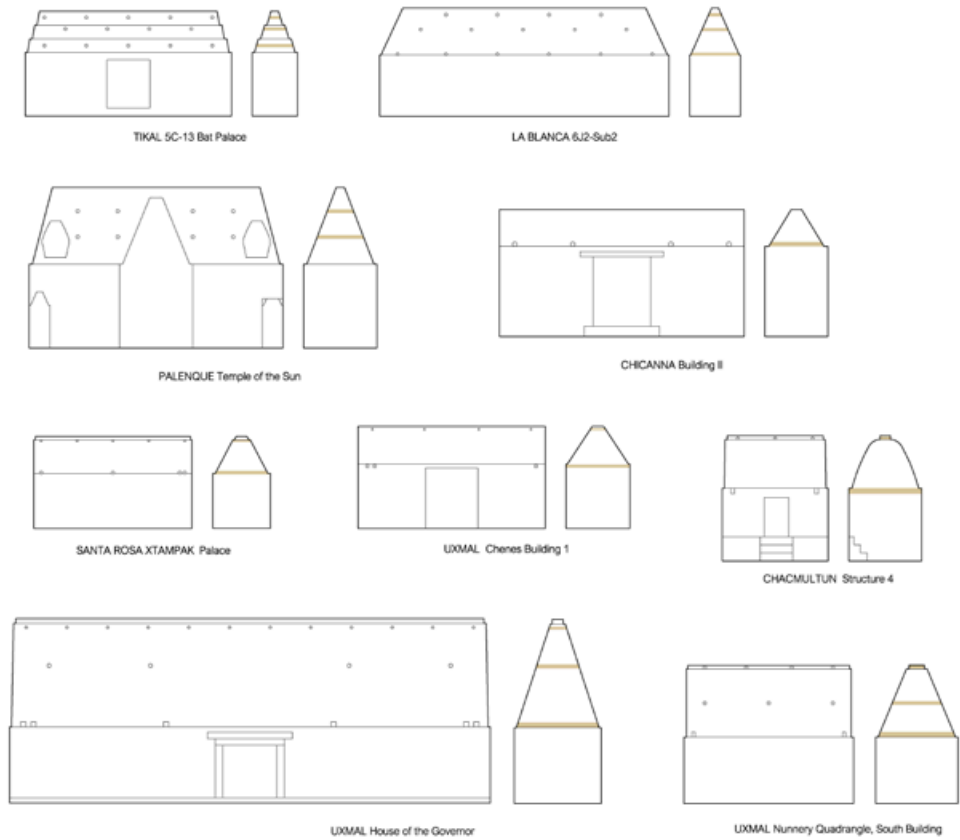 TIKAL 5C-13 Bat Palace
LA BLANCA 6J2-Sub2
PALENQUE Temple of the Sun
CHICANNA Building II
SANTA ROSA XTAMPAK Palace
UXMAL Chenes Building 1
CHACMULTUN Structure 4
UXMAL House of the Governor
UXMAL Nunnery Quadrangle, South Building